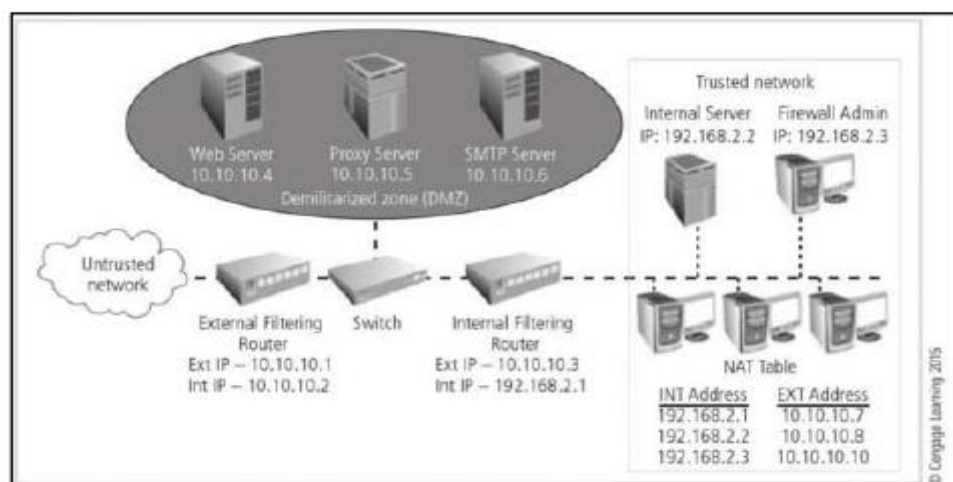 Web Server
10.10.10.4
Proxy Server
10.10.10.5
SMTP Server
10.10.10.6
Demilitarized zone (DMZ)
Trusted network
Internal Server
IP: 192.168.2.2
Firewall Admin
IP: 192.168.2.3
Untrusted
network
External Filtering
Router
Ext IP – 10.10.10.1
Int IP – 10.10.10.2
Switch
Internal Filtering
Router
Ext IP – 10.10.10.3
Int IP – 192.168.2.1
NAT Table
INT Address EXT Address
192.168.2.1 10.10.10.7
192.168.2.2 10.10.10.8
192.168.2.3 10.10.10.10
© Cengage Learning 2015